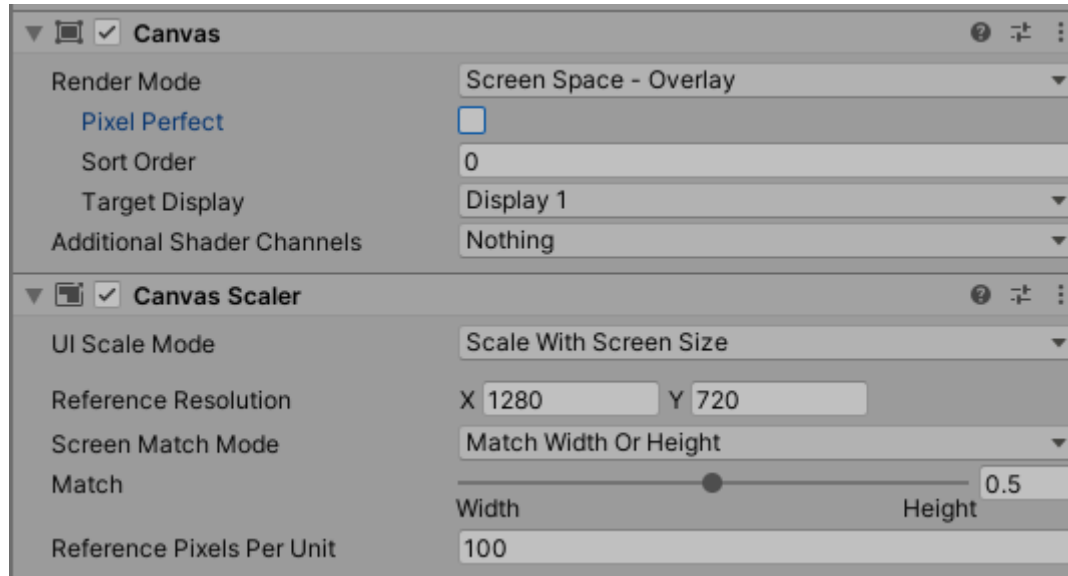 Canvas
Render Mode Screen Space - Overlay
Pixel Perfect
Sort Order 0
Target Display Display 1
Additional Shader Channels Nothing
Canvas Scaler
UI Scale Mode Scale With Screen Size
Reference Resolution X 1280 Y 720
Screen Match Mode Match Width Or Height
Match 0.5
Width Height
Reference Pixels Per Unit 100